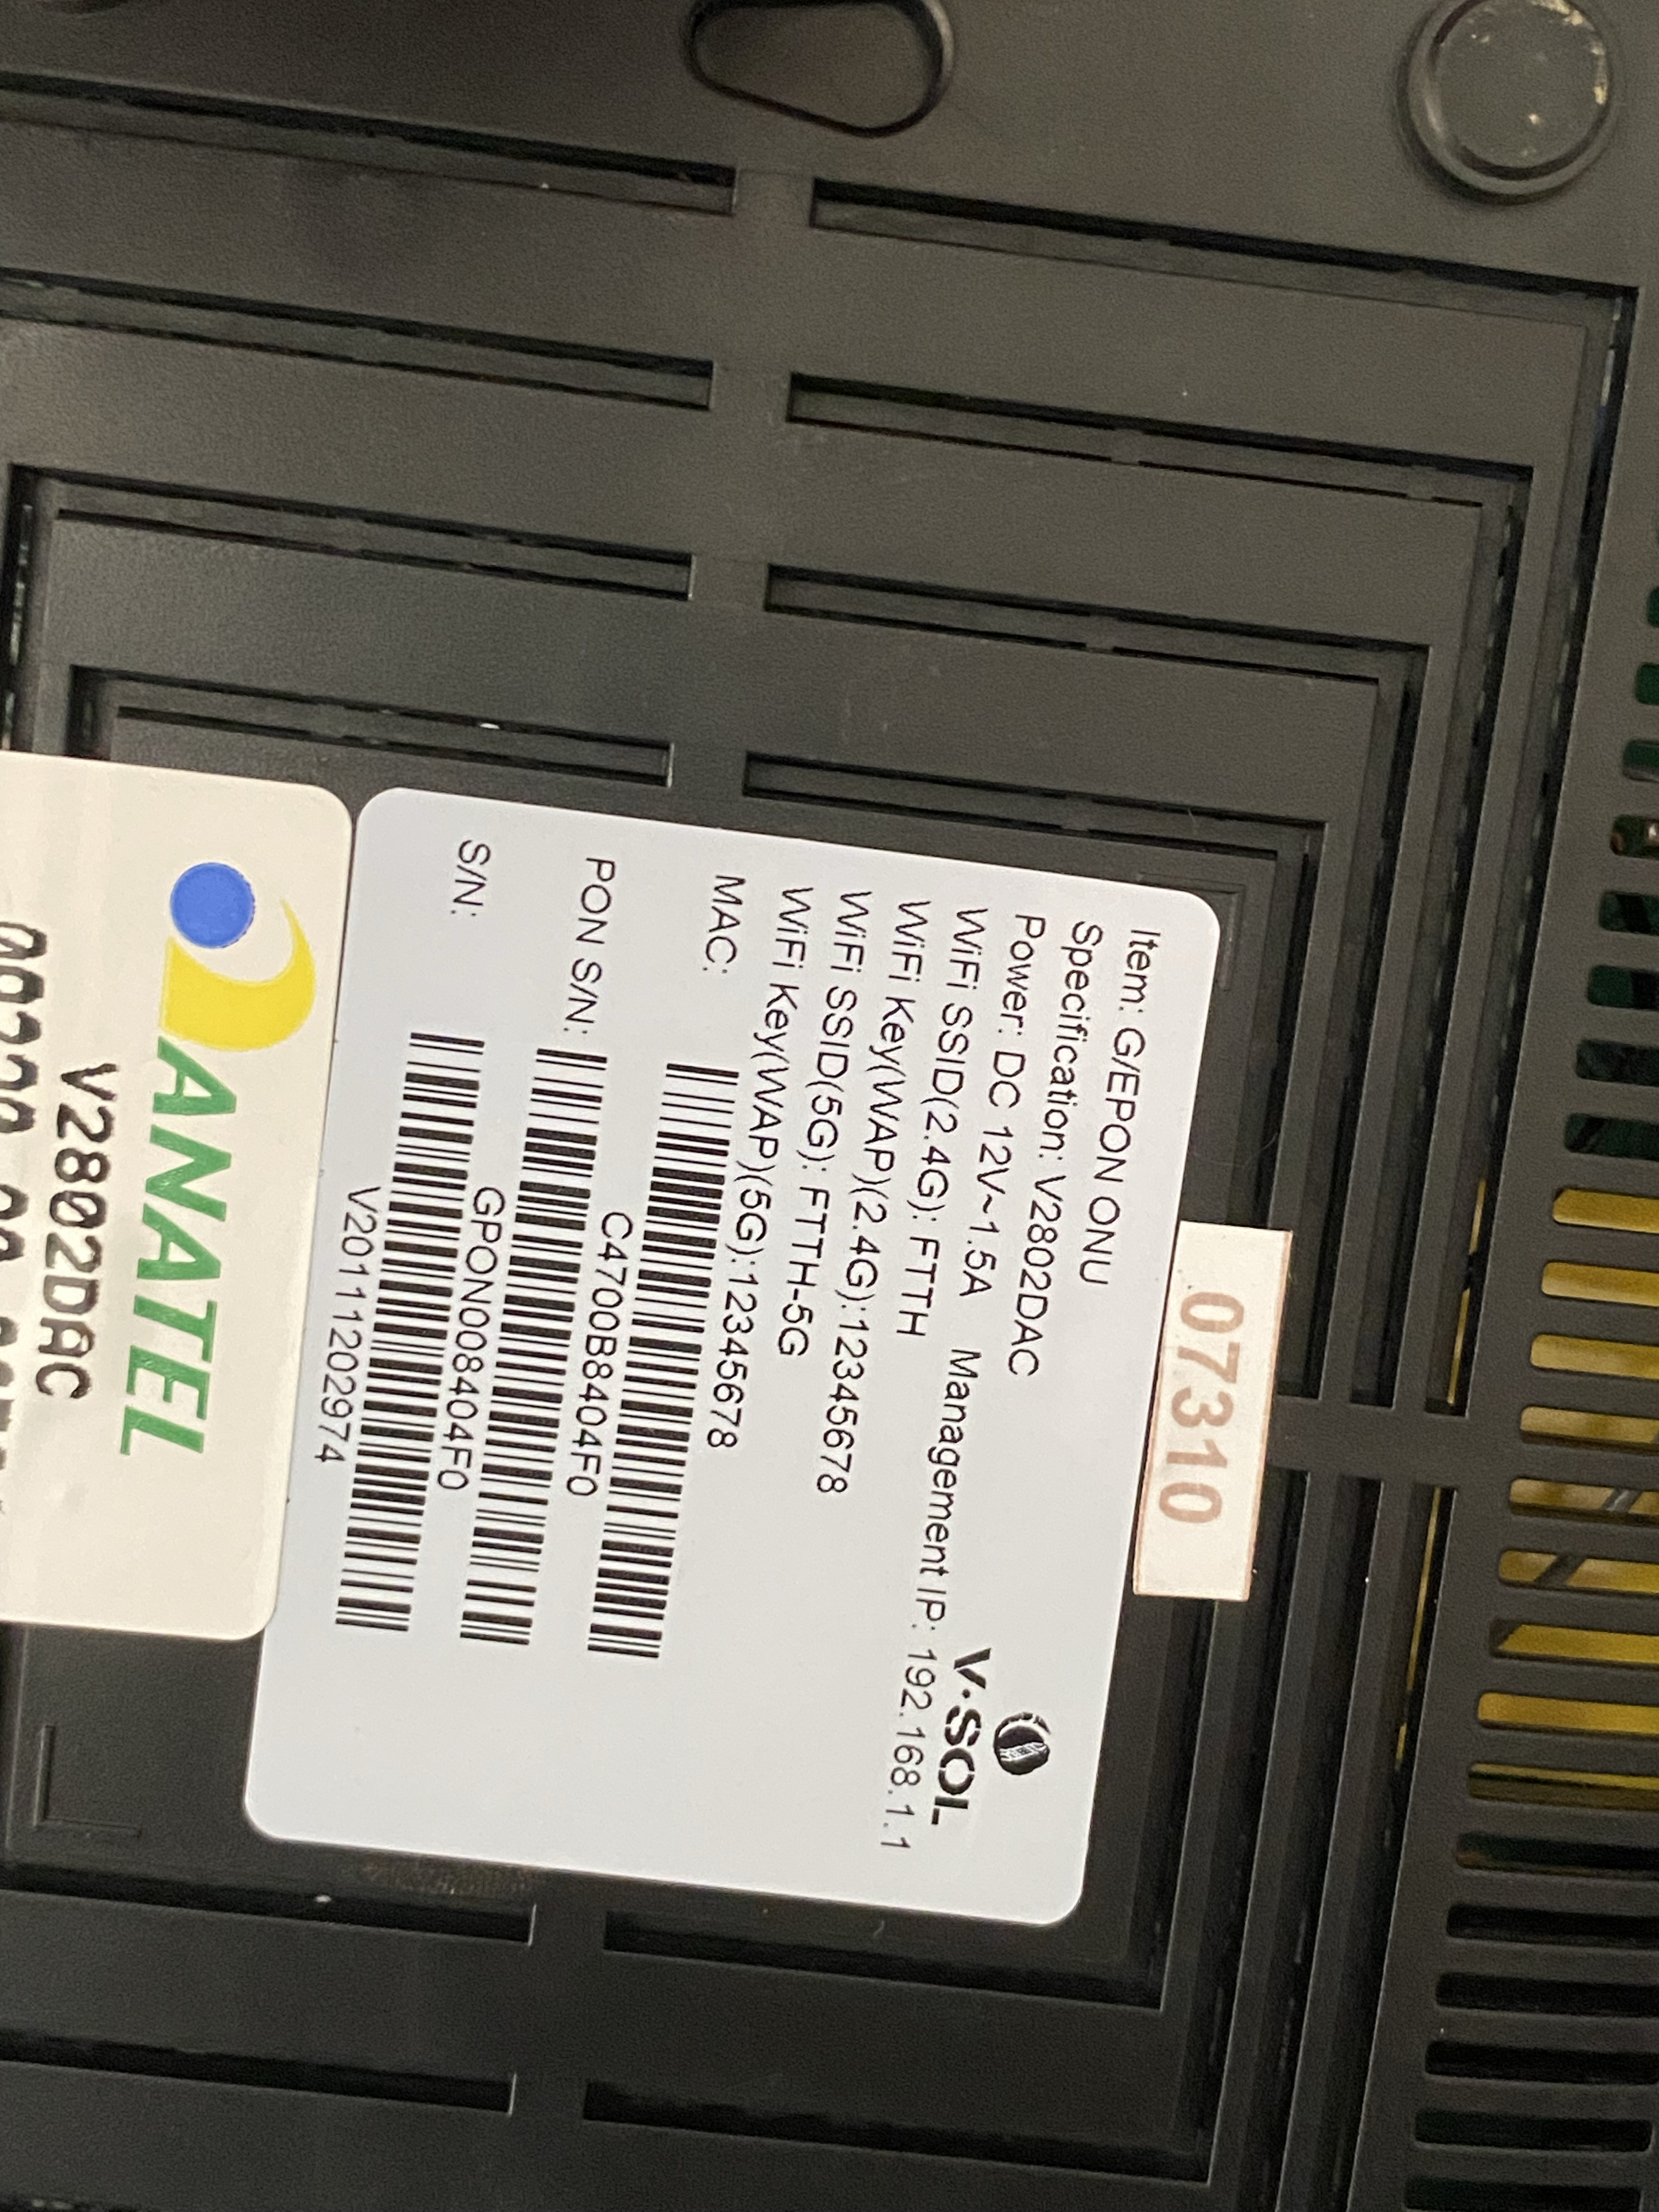 07310
V·SOL
Item: G/EPON ONU
Specification: V2802DAC
Power: DC 12V~1.5A Management IP: 192.168.1.1
WiFi SSID(2.4G): FTTH
WiFi Key(WAP)(2.4G):12345678
WiFi SSID(5G): FTTH-5G
WiFi Key(WAP)(5G):12345678
MAC:
C4700B8404F0
PON S/N:
GPON008404F0
S/N:
V2011202974
ANATEL
V2802DAC